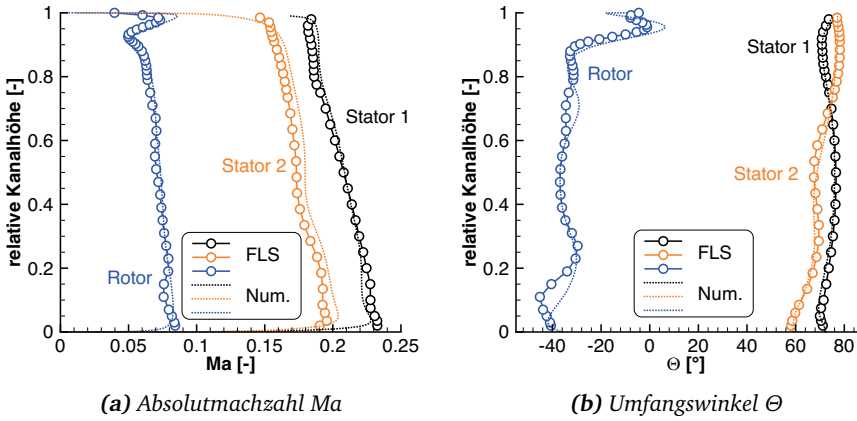 relative Kanalhöhe [-]
1
0.8
0.6
0.4
0.2
0
0
0.05
0.1
0.15
0.2
0.25
Ma [-]
Stator 1
Stator 2
Rotor
FLS
Num.
(a) Absolutmachzahl Ma
relative Kanalhöhe [-]
1
0.8
0.6
0.4
0.2
0
-40
-20
0
20
40
60
80
Θ [°]
Stator 1
Rotor
Stator 2
FLS
Num.
(b) Umfangswinkel Θ